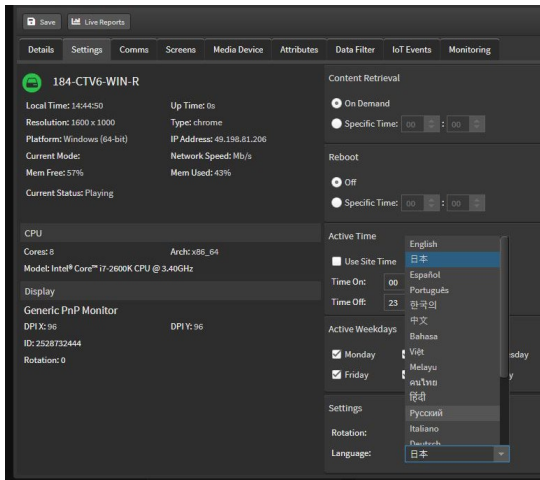 Save Live Reports
Details Settings Comms Screens Media Device Attributes Data Filter IoT Events Monitoring
184-CTV6-WIN-R
Local Time: 14:44:50 Up Time: 0s
Resolution: 1600 x 1000 Type: chrome
Platform: Windows (64-bit) IP Address: 49.198.81.206
Current Mode: Network Speed: Mb/s
Mem Free: 57% Mem Used: 43%
Current Status: Playing
CPU
Cores: 8 Arch: x86_64
Model: Intel® Core™ i7-2600K CPU @ 3.40GHz
Display
Generic PnP Monitor
DPI X: 96 DPI Y: 96
ID: 2528732444
Rotation: 0
Content Retrieval
On Demand
Specific Time: 00 : 00
Reboot
Off
Specific Time: 00 : 00
Active Time
Use Site Time
Time On: 00
Time Off: 23
Active Weekdays
Monday sday
Friday y
Settings
Rotation:
Language: 日本
English
日本
Español
Português
한국의
中文
Bahasa
Việt
Melayu
คนไทย
हिंदी
Русский
Italiano
Deutsch